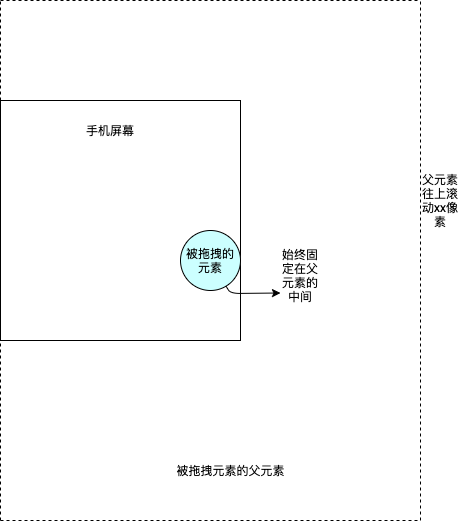 手机屏幕
父元素
往上滚
动xx像
素
被拖拽的
元素
始终固
定在父
元素的
中间
被拖拽元素的父元素